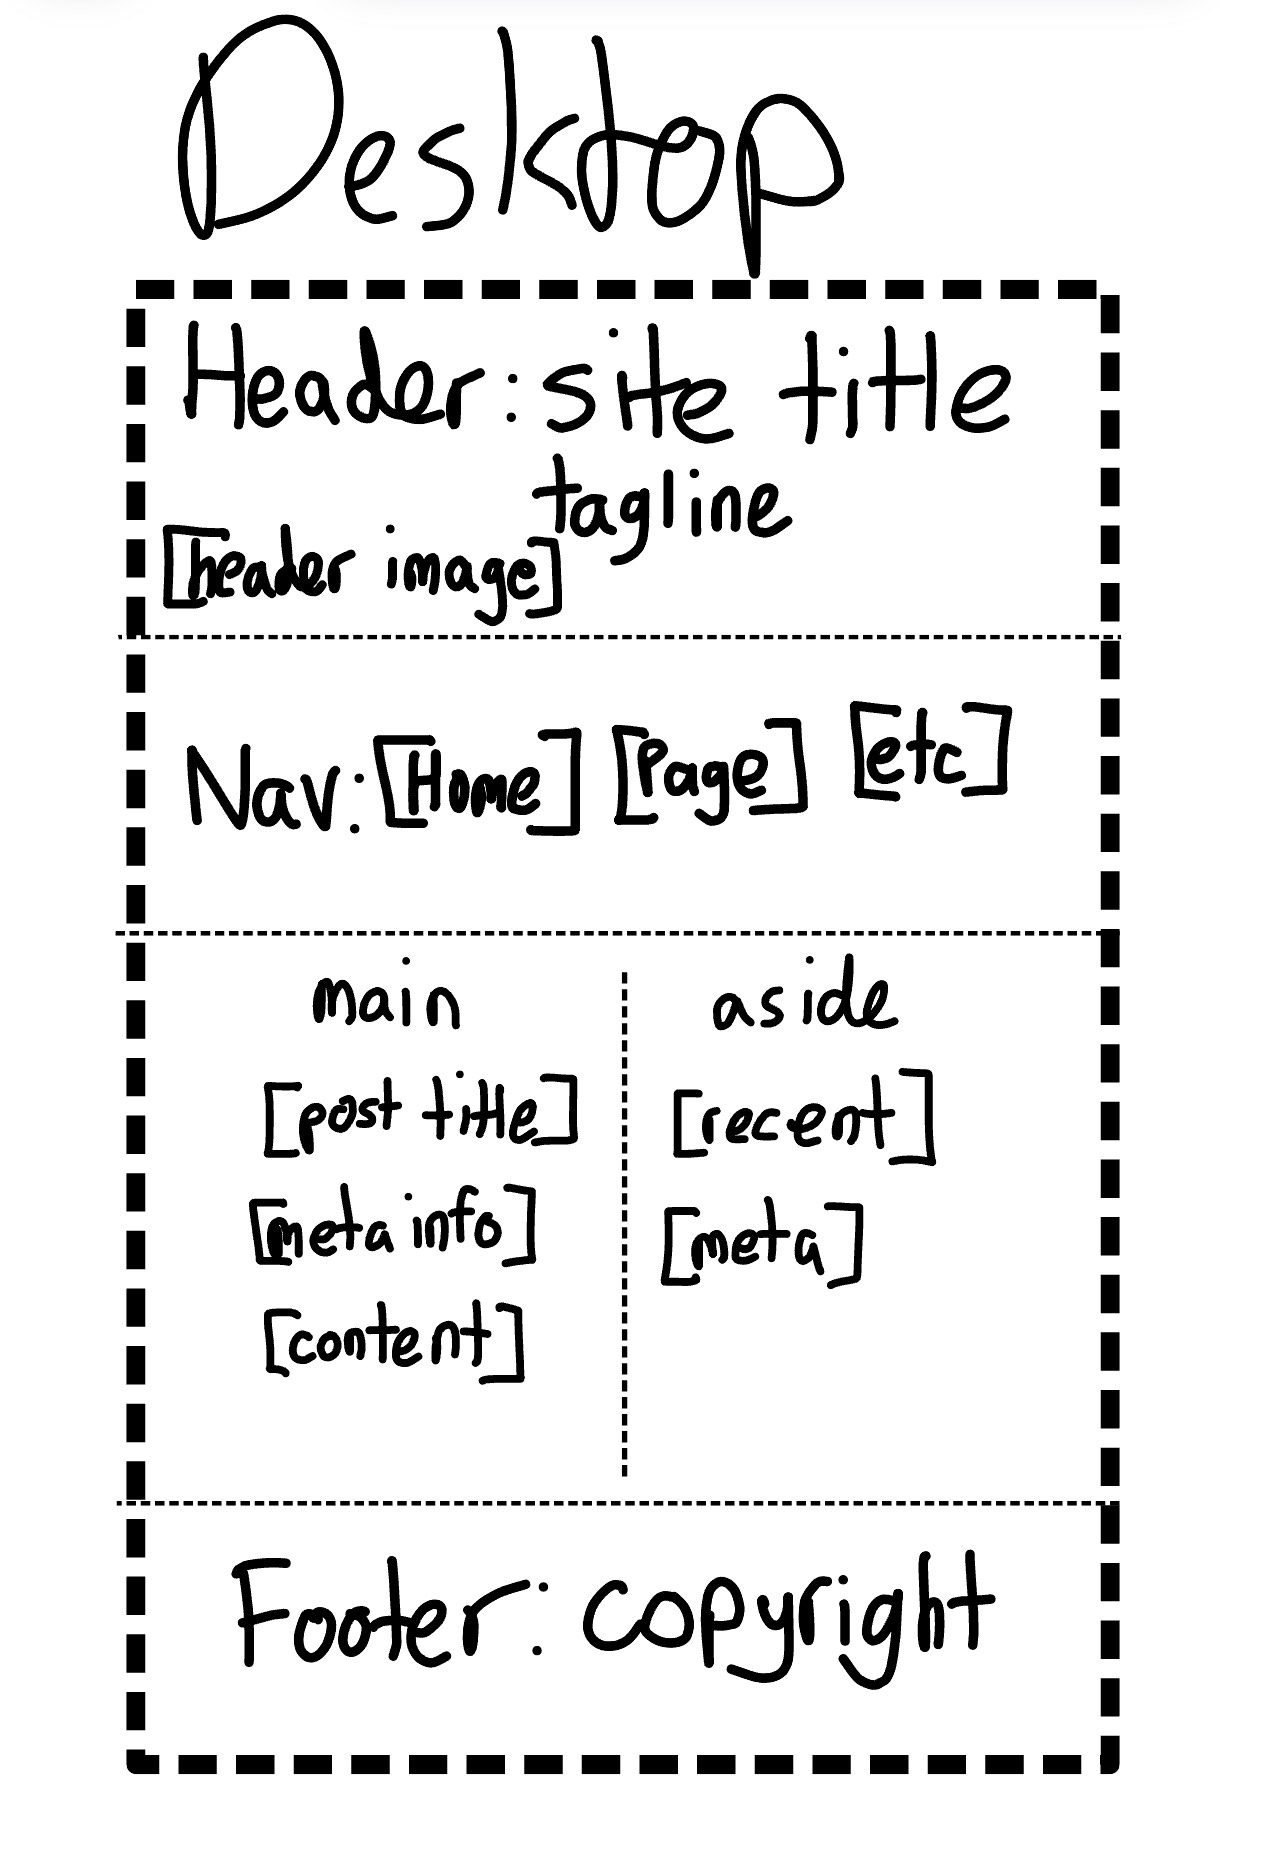 Desktop
Header: site title
tagline
[header image]
Nav: [Home] [Page] [etc]
main
[post title]
[meta info]
[content]
aside
[recent]
[meta]
Footer: copyright